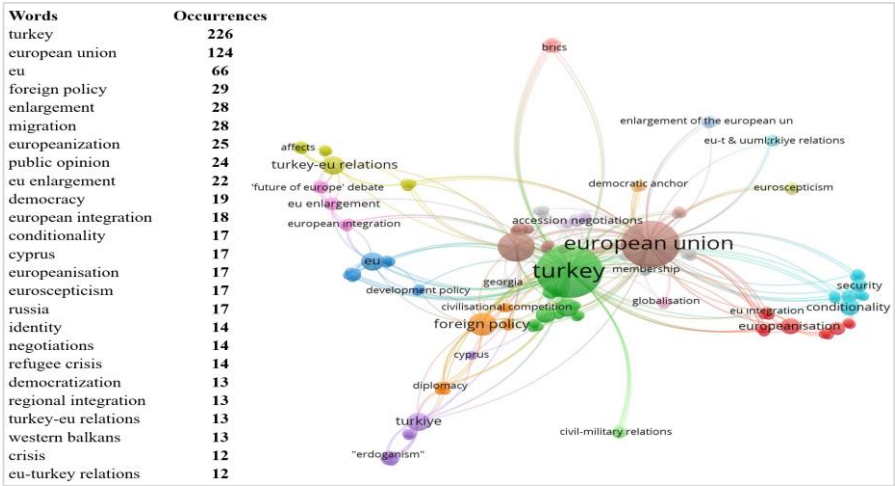 Words Occurrences
turkey 226
european union 124
eu 66
foreign policy 29
enlargement 28
migration 28
europeanization 25
public opinion 24
eu enlargement 22
democracy 19
european integration 18
conditionality 17
cyprus 17
europeanisation 17
euroscepticism 17
russia 17
identity 14
negotiations 14
refugee crisis 14
democratization 13
regional integration 13
turkey-eu relations 13
western balkans 13
crisis 12
eu-turkey relations 12
brics
enlargement of the european un
eu-t & uuml;rkiye relations
affects
turkey-eu relations
'future of europe' debate
democratic anchor
euroscepticism
eu enlargement
accession negotiations
european integration
european union
eu
turkey
membership
georgia
development policy
security
globalisation
civilisational competition
eu integration
conditionality
foreign policy
europeanisation
cyprus
diplomacy
turkiye
civil-military relations
"erdoganism"